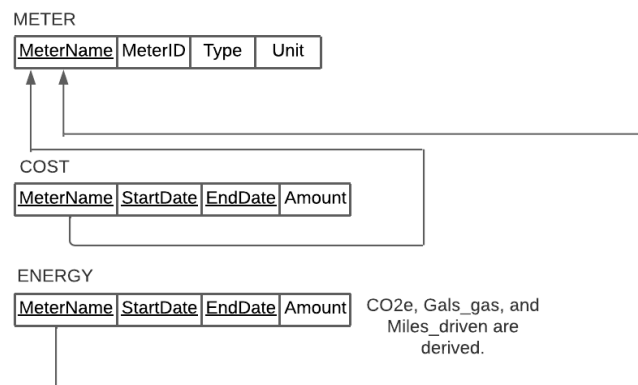 METER
MeterName MeterID Type Unit
COST
MeterName StartDate EndDate Amount
ENERGY
MeterName StartDate EndDate Amount
CO2e, Gals_gas, and
Miles_driven are
derived.